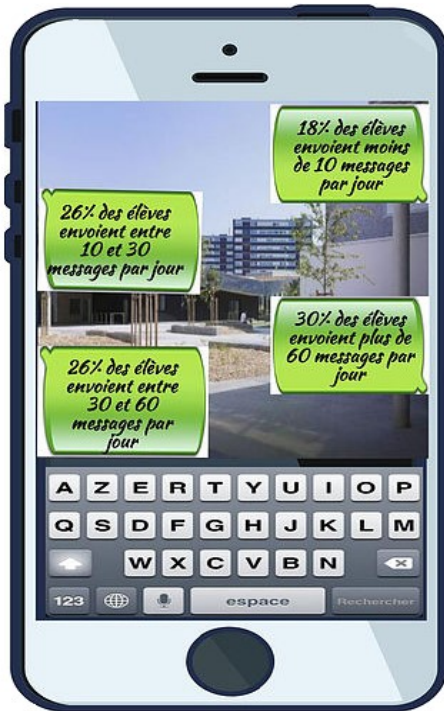 18% des élèves
envoient moins
de 10 messages
par jour
26% des élèves
envoient entre
10 et 30
messages par jour
30% des élèves
envoient plus de
60 messages par
jour
26% des élèves
envoient entre
30 et 60
messages par
jour
A Z E R T Y U I O P
Q S D F G H J K L M
W X C V B N
123 espace Rechercher